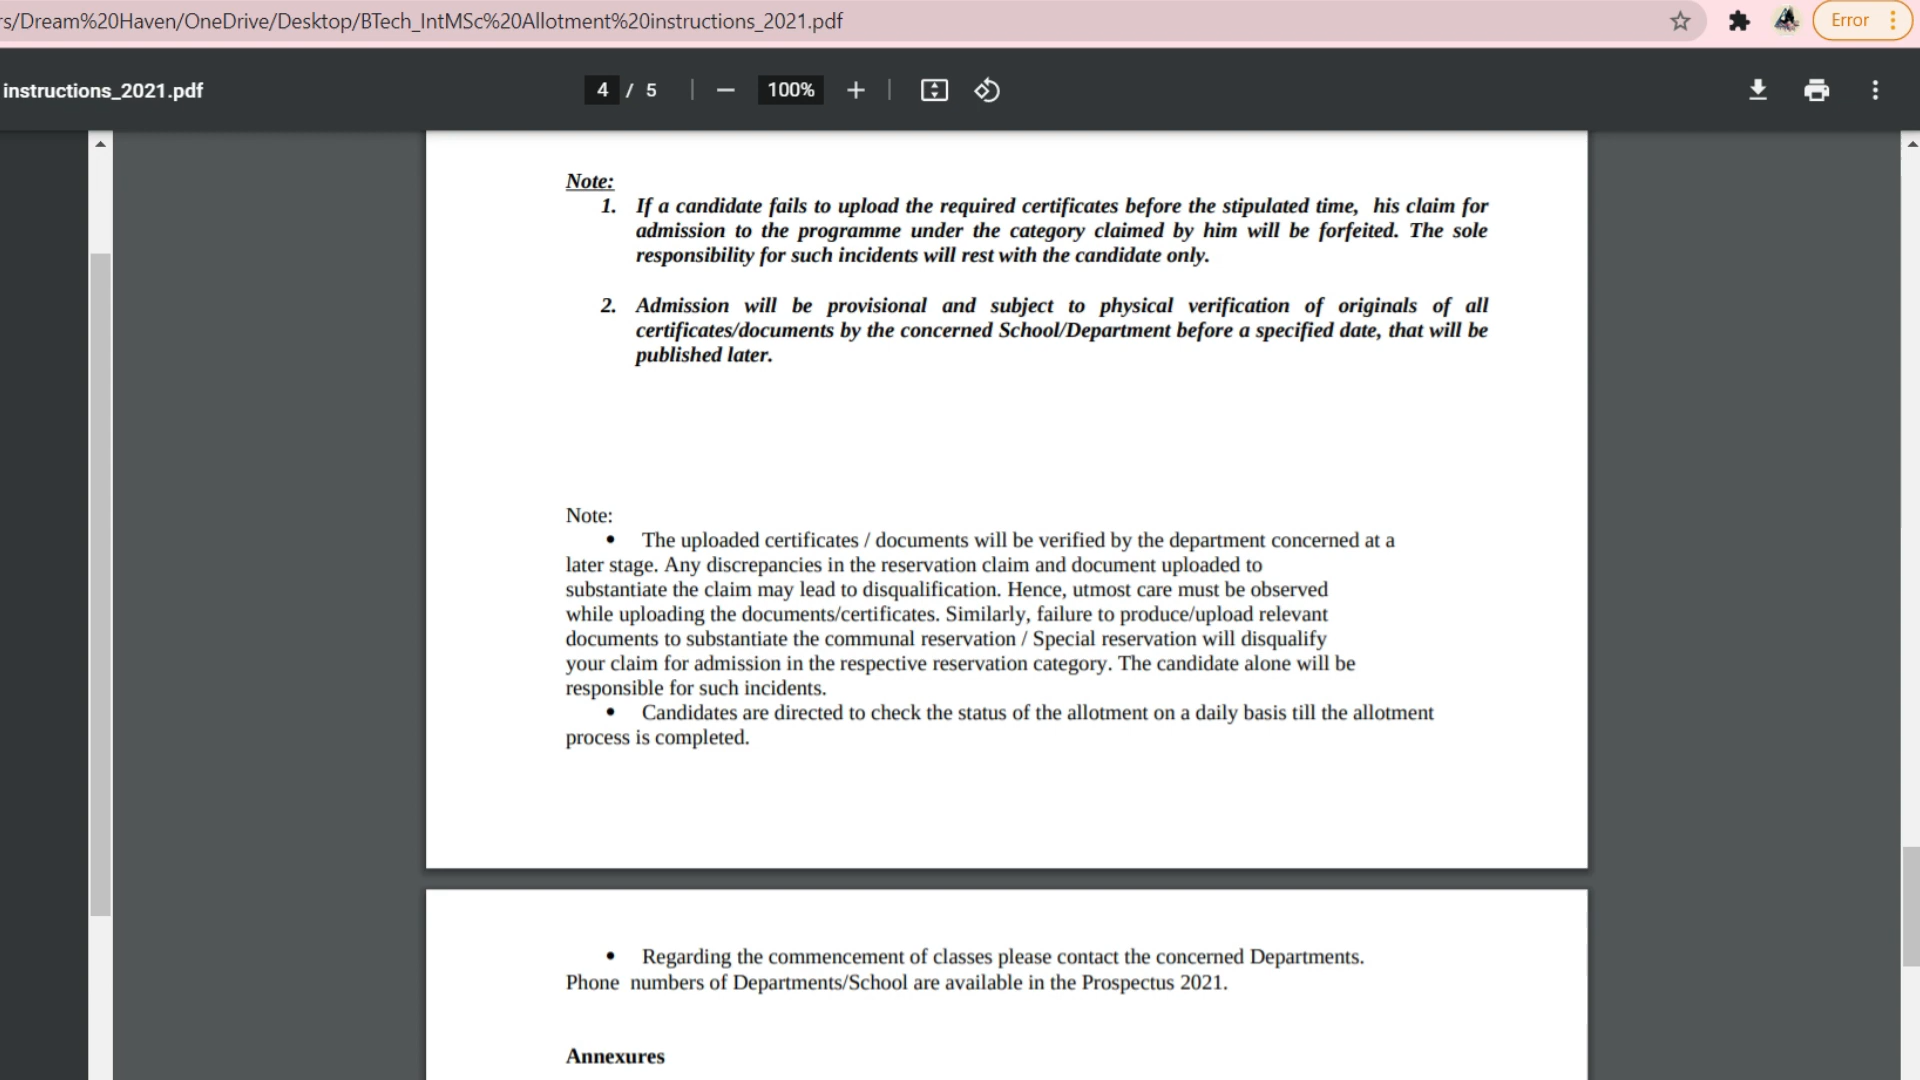 s/Dream%20Haven/OneDrive/Desktop/BTech_IntMSc%20Allotment%20instructions_2021.pdf
Error
instructions_2021.pdf
4 / 5
100%
Note:
1. If a candidate fails to upload the required certificates before the stipulated time, his claim for
admission to the programme under the category claimed by him will be forfeited. The sole
responsibility for such incidents will rest with the candidate only.
2. Admission will be provisional and subject to physical verification of originals of all
certificates/documents by the concerned School/Department before a specified date, that will be
published later.
Note:
• The uploaded certificates / documents will be verified by the department concerned at a
later stage. Any discrepancies in the reservation claim and document uploaded to
substantiate the claim may lead to disqualification. Hence, utmost care must be observed
while uploading the documents/certificates. Similarly, failure to produce/upload relevant
documents to substantiate the communal reservation / Special reservation will disqualify
your claim for admission in the respective reservation category. The candidate alone will be
responsible for such incidents.
• Candidates are directed to check the status of the allotment on a daily basis till the allotment
process is completed.
• Regarding the commencement of classes please contact the concerned Departments.
Phone numbers of Departments/School are available in the Prospectus 2021.
Annexures